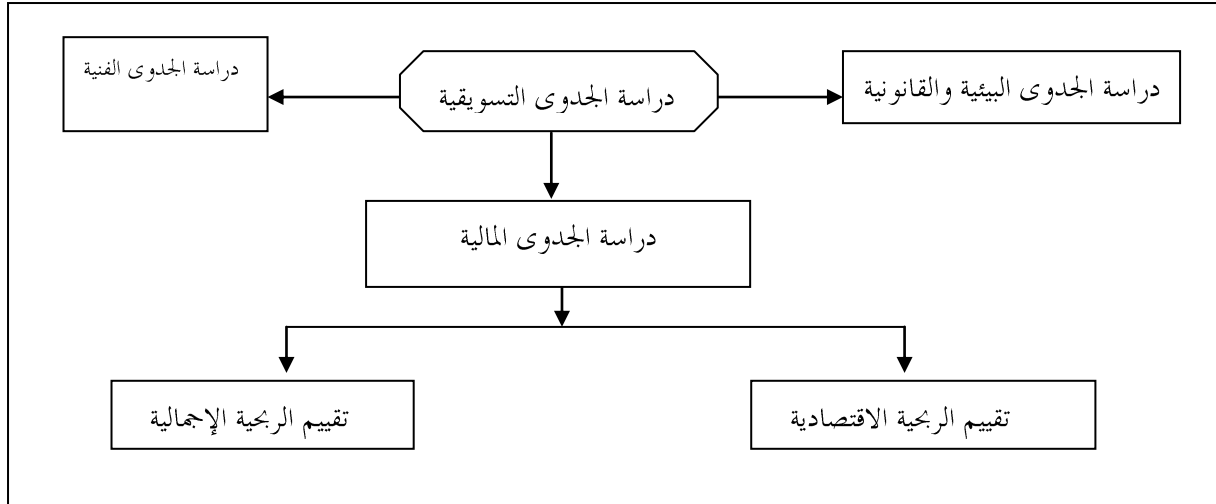 دراسة الجدوى البيئية والقانونية
دراسة الجدوى التسويقية
دراسة الجدوى الفنية
دراسة الجدوى المالية
تقييم الربحية الاقتصادية
تقييم الربحية الإجمالية